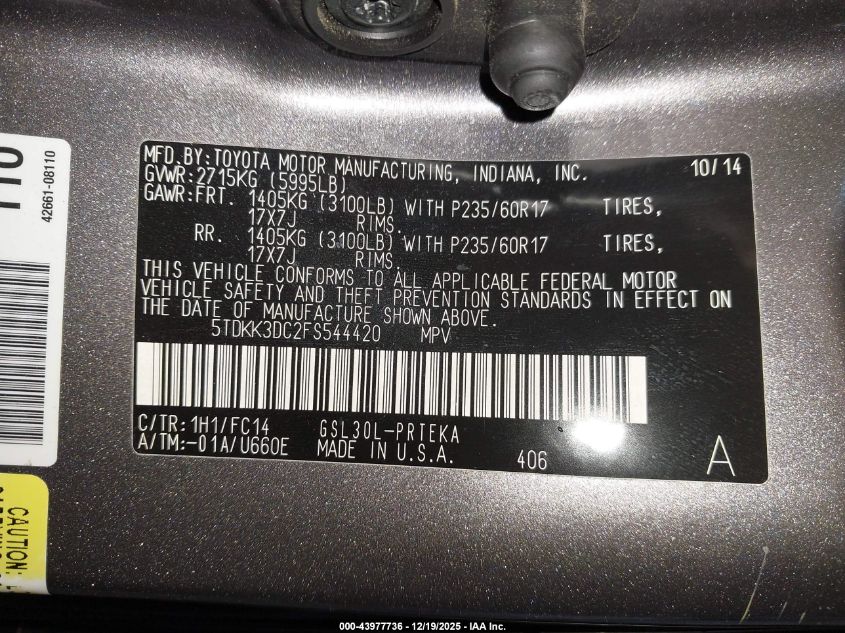 110
42661-08110
MFD.BY:TOYOTA MOTOR MANUFACTURING, INDIANA, INC. 10/14
GVWR:2715KG (5995LB)
GAWR:FRT. 1405KG (3100LB) WITH P235/60R17 TIRES,
17X7J RIMS.
RR. 1405KG (3100LB) WITH P235/60R17 TIRES,
17X7J RIMS.
THIS VEHICLE CONFORMS TO ALL APPLICABLE FEDERAL MOTOR
VEHICLE SAFETY AND THEFT PREVENTION STANDARDS IN EFFECT ON
THE DATE OF MANUFACTURE SHOWN ABOVE.
5TDKK3DC2FS544420 MPV
C/TR:1H1/FC14 GSL30L-PRTEKA
A/TM:-01A/U660E MADE IN U.S.A. 406 A
CAUTION:
000-43977736 - 12/19/2025 - IAA Inc.